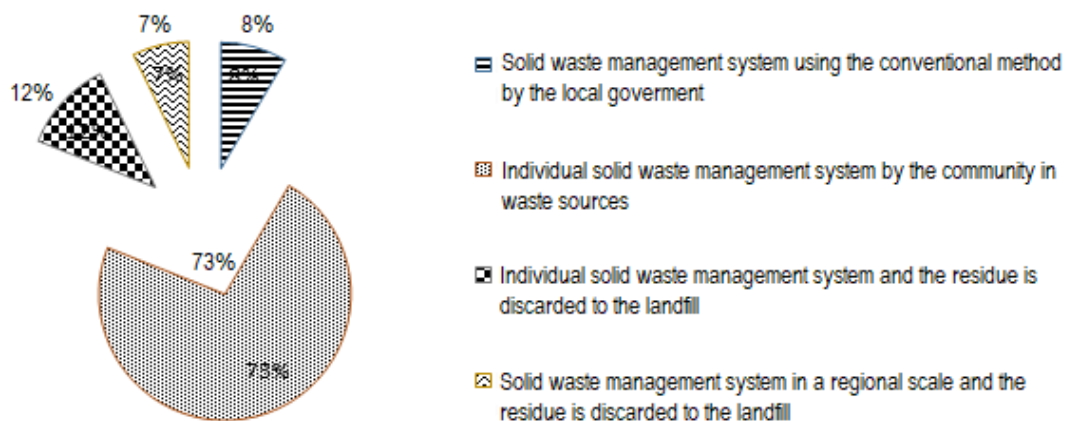 7%
8%
7%
8%
12%
73%
73%
Solid waste management system using the conventional method
by the local goverment
Individual solid waste management system by the community in
waste sources
Individual solid waste management system and the residue is
discarded to the landfill
Solid waste management system in a regional scale and the
residue is discarded to the landfill